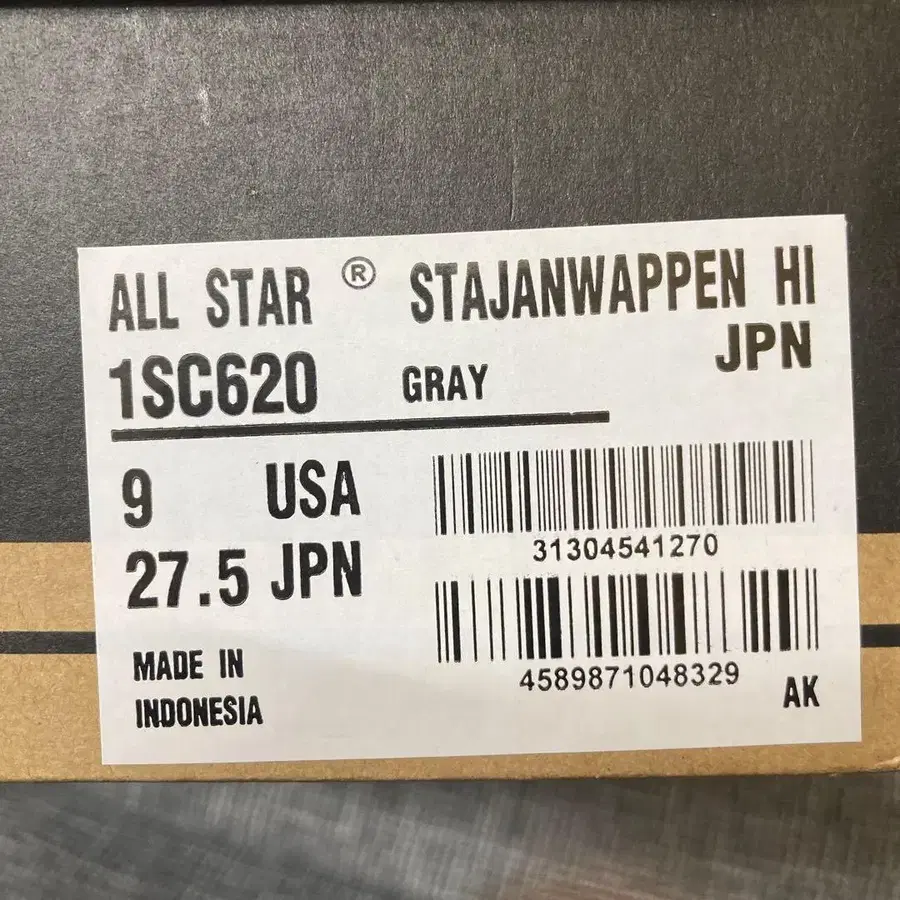 ALL STAR ® STAJANWAPPEN HI
JPN
1SC620 GRAY
9 USA
27.5 JPN
31304541270
4589871048329
MADE IN
INDONESIA
AK